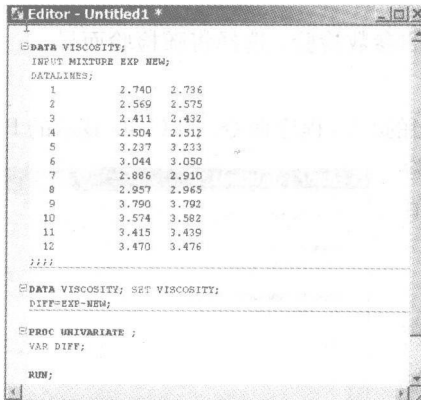 Editor - Untitled1 *
DATA VISCOSITY;
INPUT MIXTURE EXP NEW;
DATALINES;
1 2.740 2.736
2 2.569 2.575
3 2.411 2.432
4 2.504 2.512
5 3.237 3.233
6 3.044 3.050
7 2.886 2.910
8 2.957 2.965
9 3.790 3.792
10 3.574 3.582
11 3.415 3.439
12 3.470 3.476
;;;;
DATA VISCOSITY; SET VISCOSITY;
DIFF=EXP-NEW;
PROC UNIVARIATE ;
VAR DIFF;
RUN;